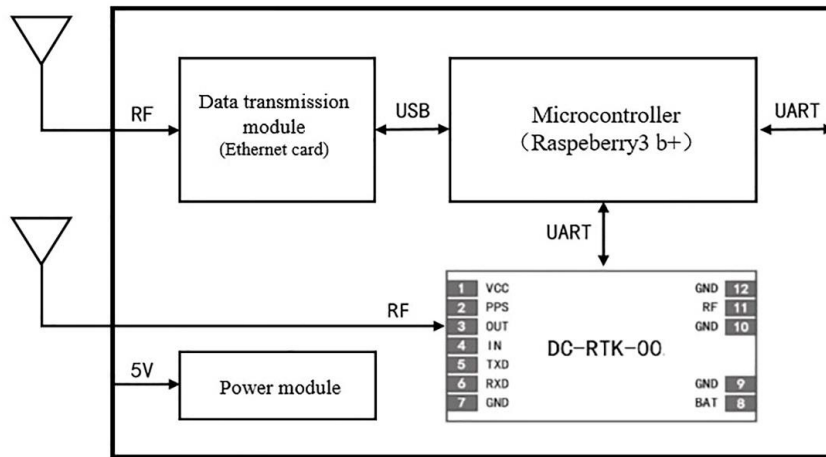 RF
Data transmission
module
(Ethernet card)
USB
Microcontroller
（Raspeberry3 b+）
UART
UART
RF
1 VCC
2 PPS
3 OUT
4 IN
5 TXD
6 RXD
7 GND
DC-RTK-00
GND 12
RF 11
GND 10
GND 9
BAT 8
5V
Power module